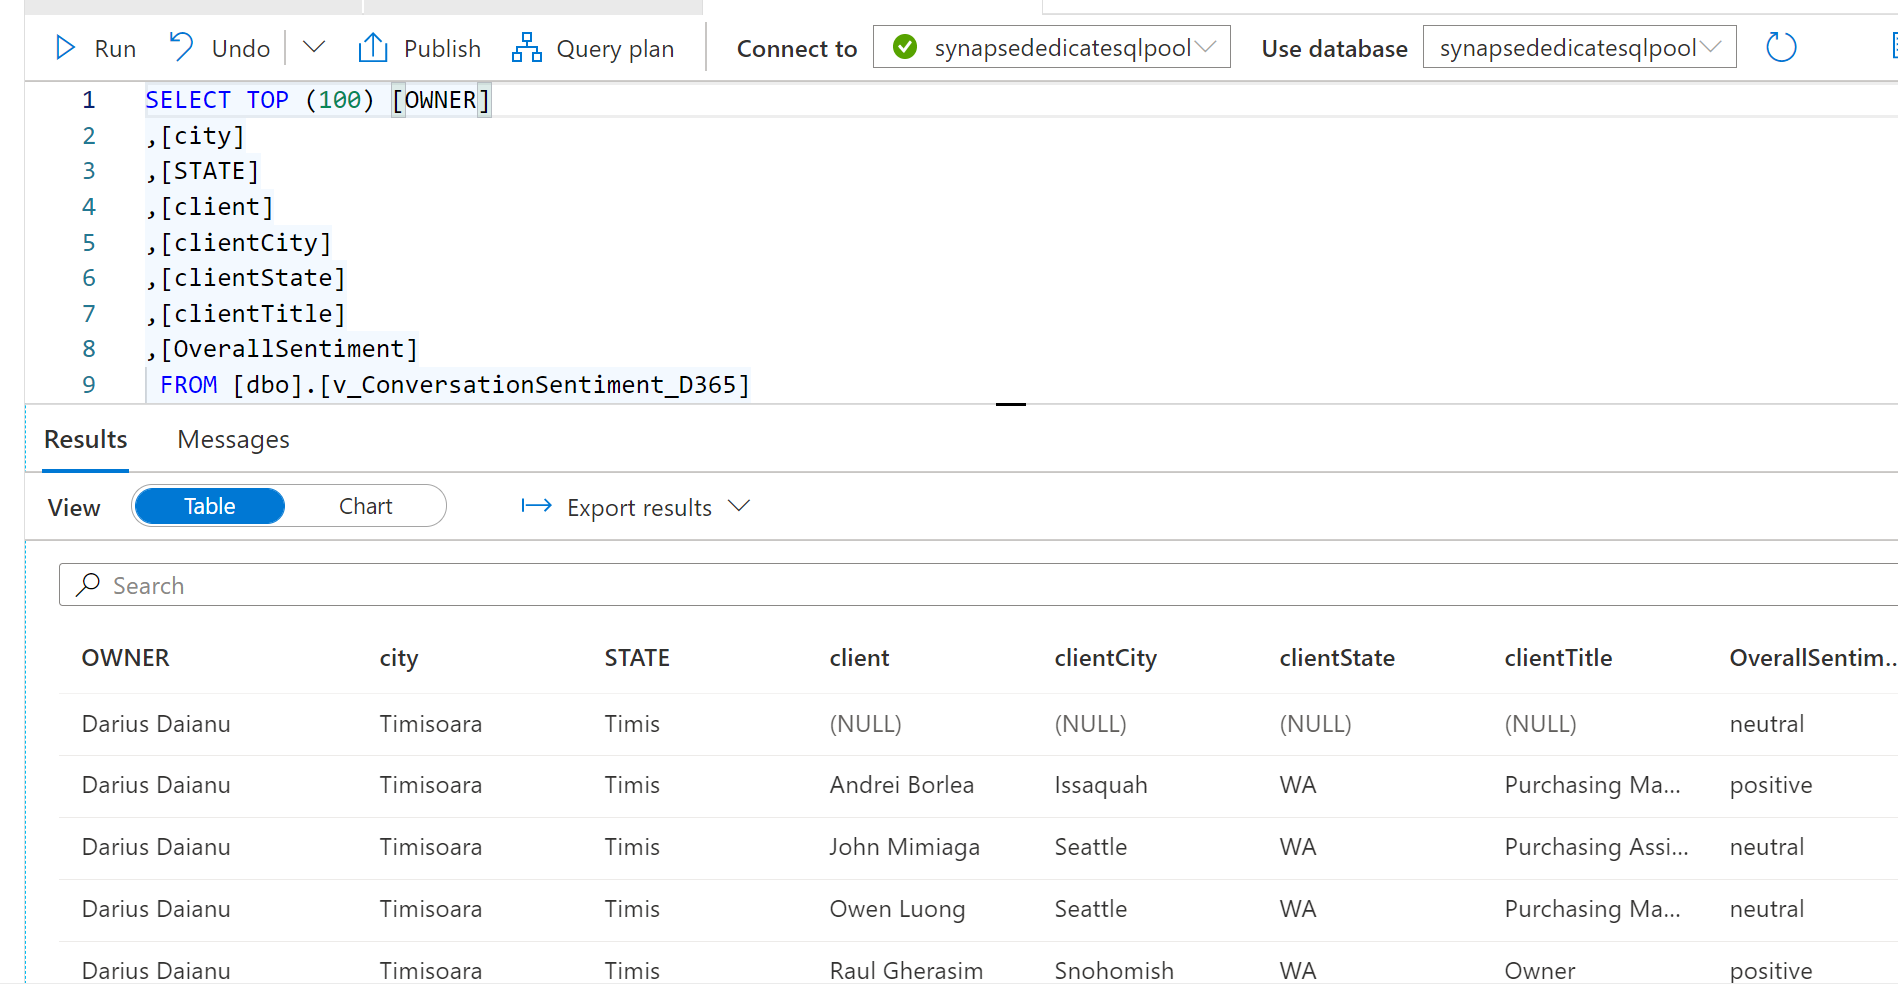 Run Undo Publish Query plan Connect to synapsededicatesqlpool Use database synapsededicatesqlpool
1 SELECT TOP (100) [OWNER]
2 ,[city]
3 ,[STATE]
4 ,[client]
5 ,[clientCity]
6 ,[clientState]
7 ,[clientTitle]
8 ,[OverallSentiment]
9 FROM [dbo].[v_ConversationSentiment_D365]
Results Messages
View Table Chart Export results
Search
OWNER city STATE client clientCity clientState clientTitle OverallSentim...
Darius Daianu Timisoara Timis (NULL) (NULL) (NULL) (NULL) neutral
Darius Daianu Timisoara Timis Andrei Borlea Issaquah WA Purchasing Ma... positive
Darius Daianu Timisoara Timis John Mimiaga Seattle WA Purchasing Assi... neutral
Darius Daianu Timisoara Timis Owen Luong Seattle WA Purchasing Ma... neutral
Darius Daianu Timisoara Timis Raul Gherasim Snohomish WA Owner positive